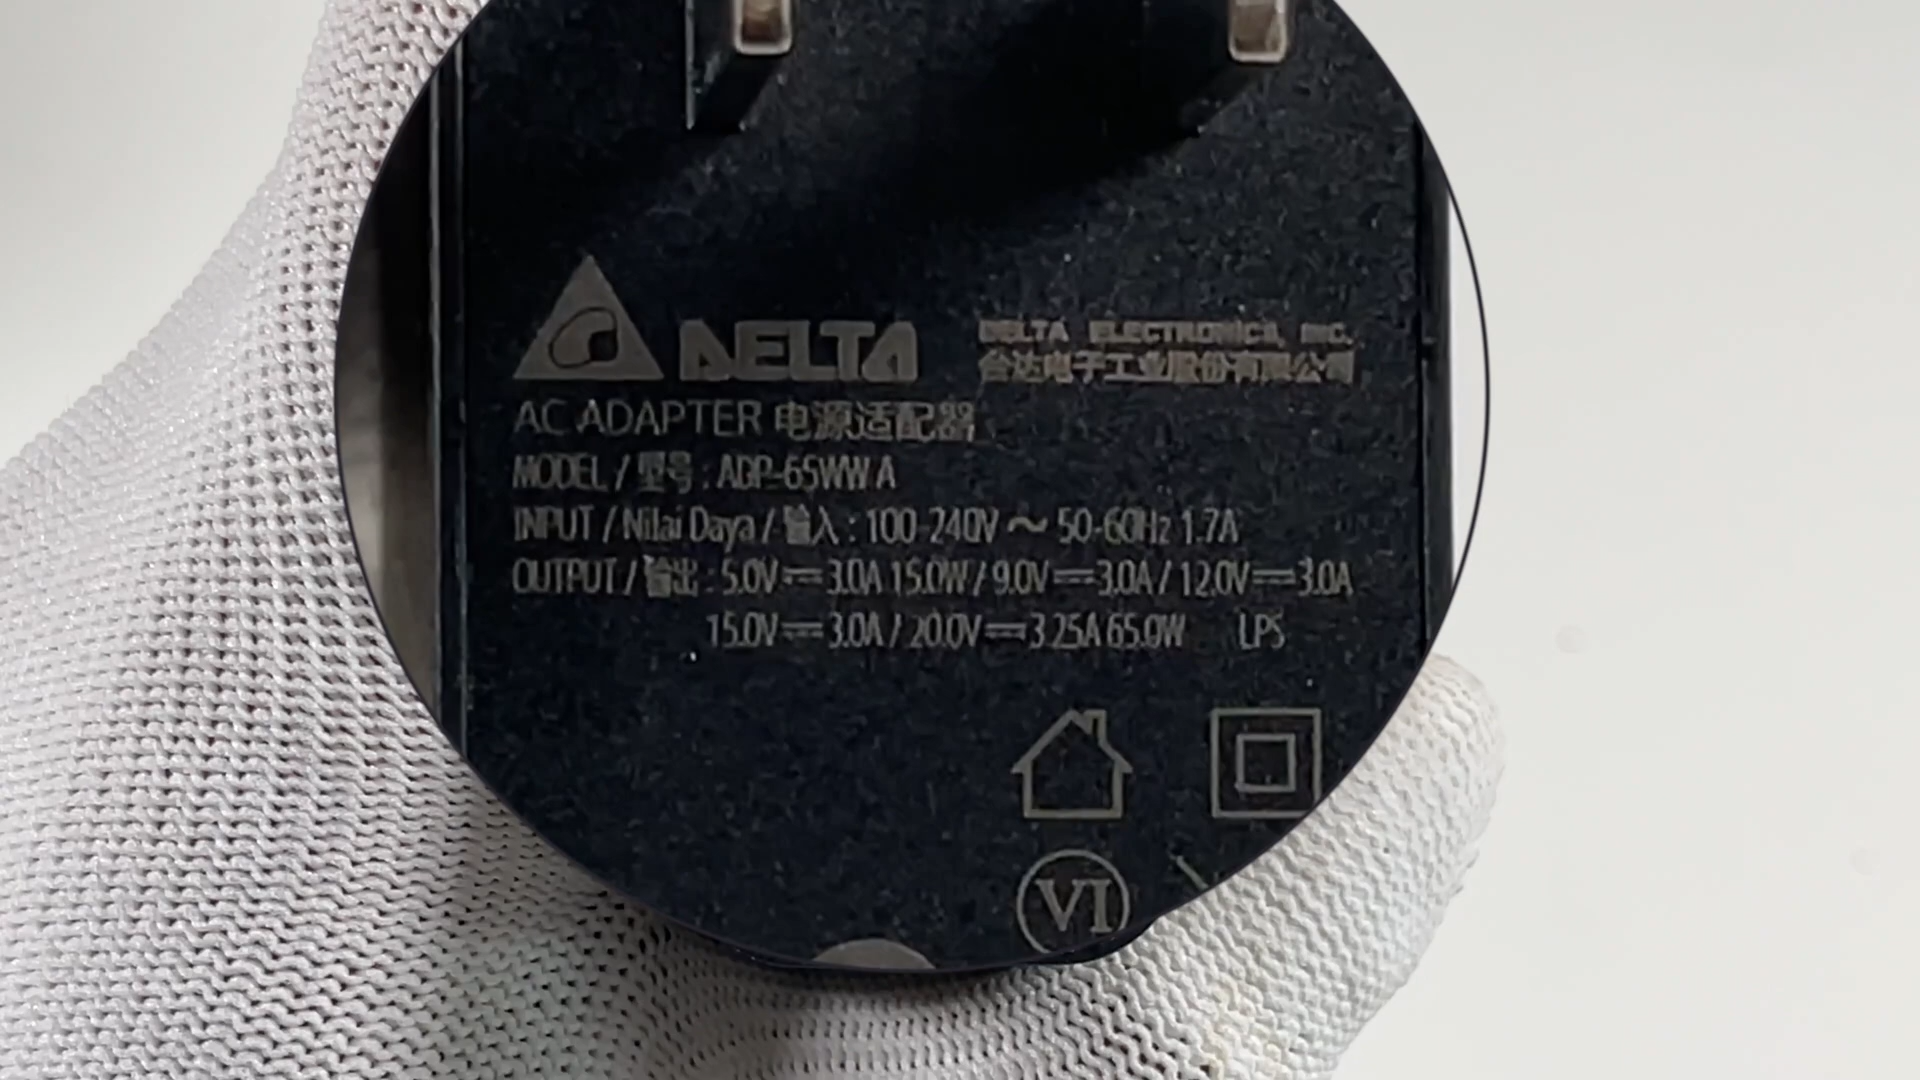 DELTA DELTA ELECTRONICS, INC.
台达电子工业股份有限公司
AC ADAPTER 电源适配器
MODEL / 型号 : ADP-65WW A
INPUT / Nilai Daya / 输入 : 100-240V ~ 50-60Hz 1.7A
OUTPUT / 输出 : 5.0V⎓3.0A 15.0W / 9.0V⎓3.0A / 12.0V⎓3.0A
15.0V⎓3.0A / 20.0V⎓3.25A 65.0W LPS
VI